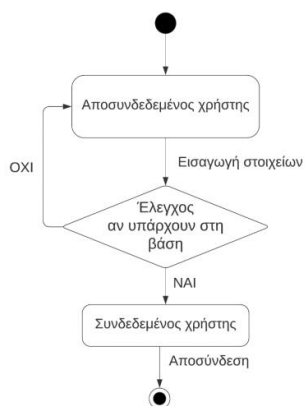 Αποσυνδεδεμένος χρήστης
Εισαγωγή στοιχείων
ΟΧΙ
Έλεγχος
αν υπάρχουν στη
βάση
ΝΑΙ
Συνδεδεμένος χρήστης
Αποσύνδεση